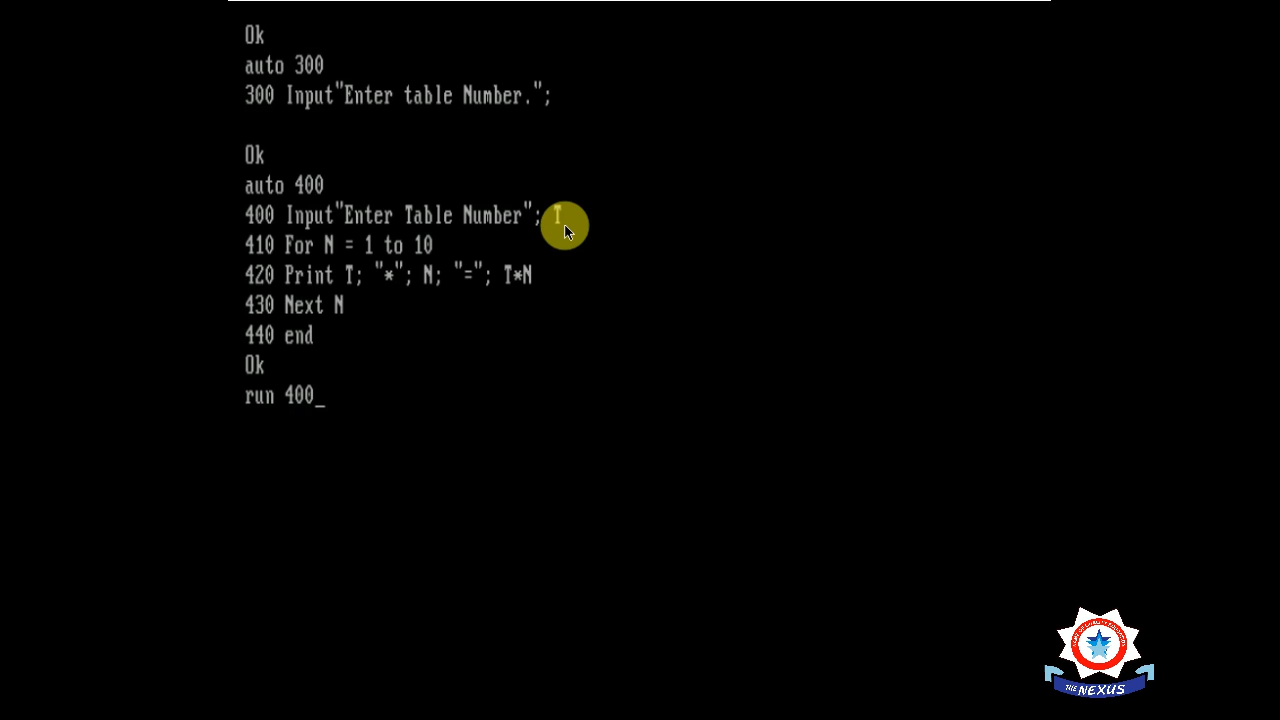 Ok
auto 300
300 Input"Enter table Number.";
Ok
auto 400
400 Input"Enter Table Number"; T
410 For N = 1 to 10
420 Print T; "*"; N; "="; T*N
430 Next N
440 end
Ok
run 400_
THE NEXUS